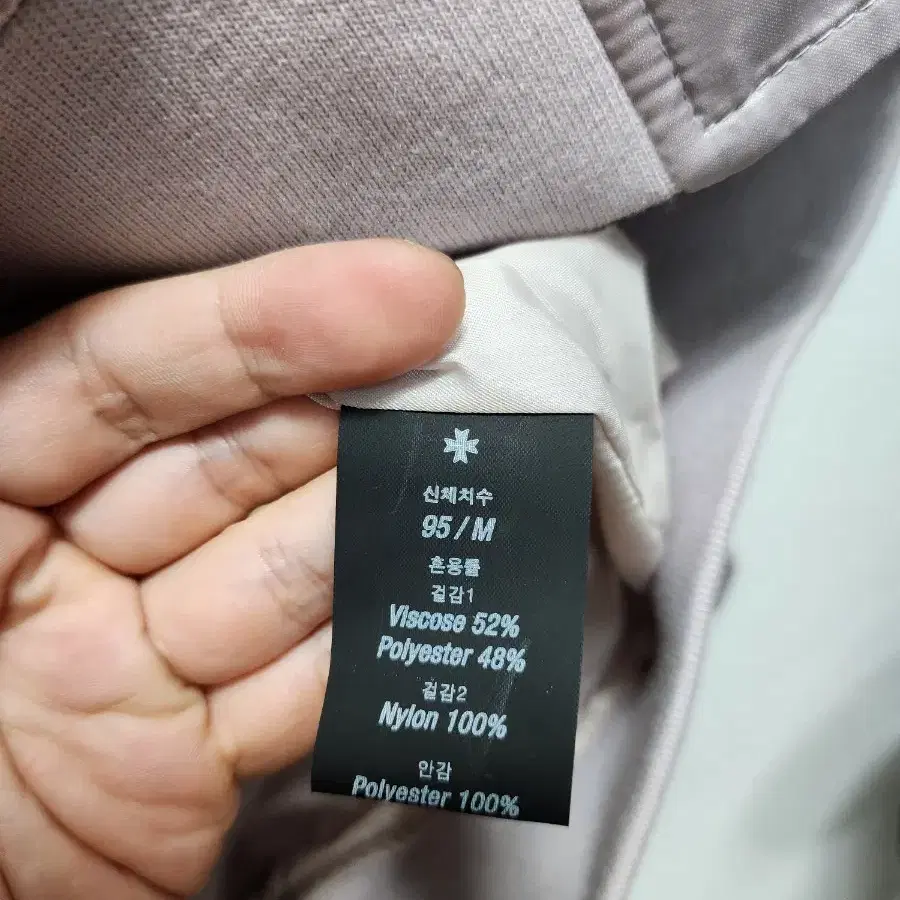 신체치수
95 / M
혼용률
겉감1
Viscose 52%
Polyester 48%
겉감2
Nylon 100%
안감
Polyester 100%